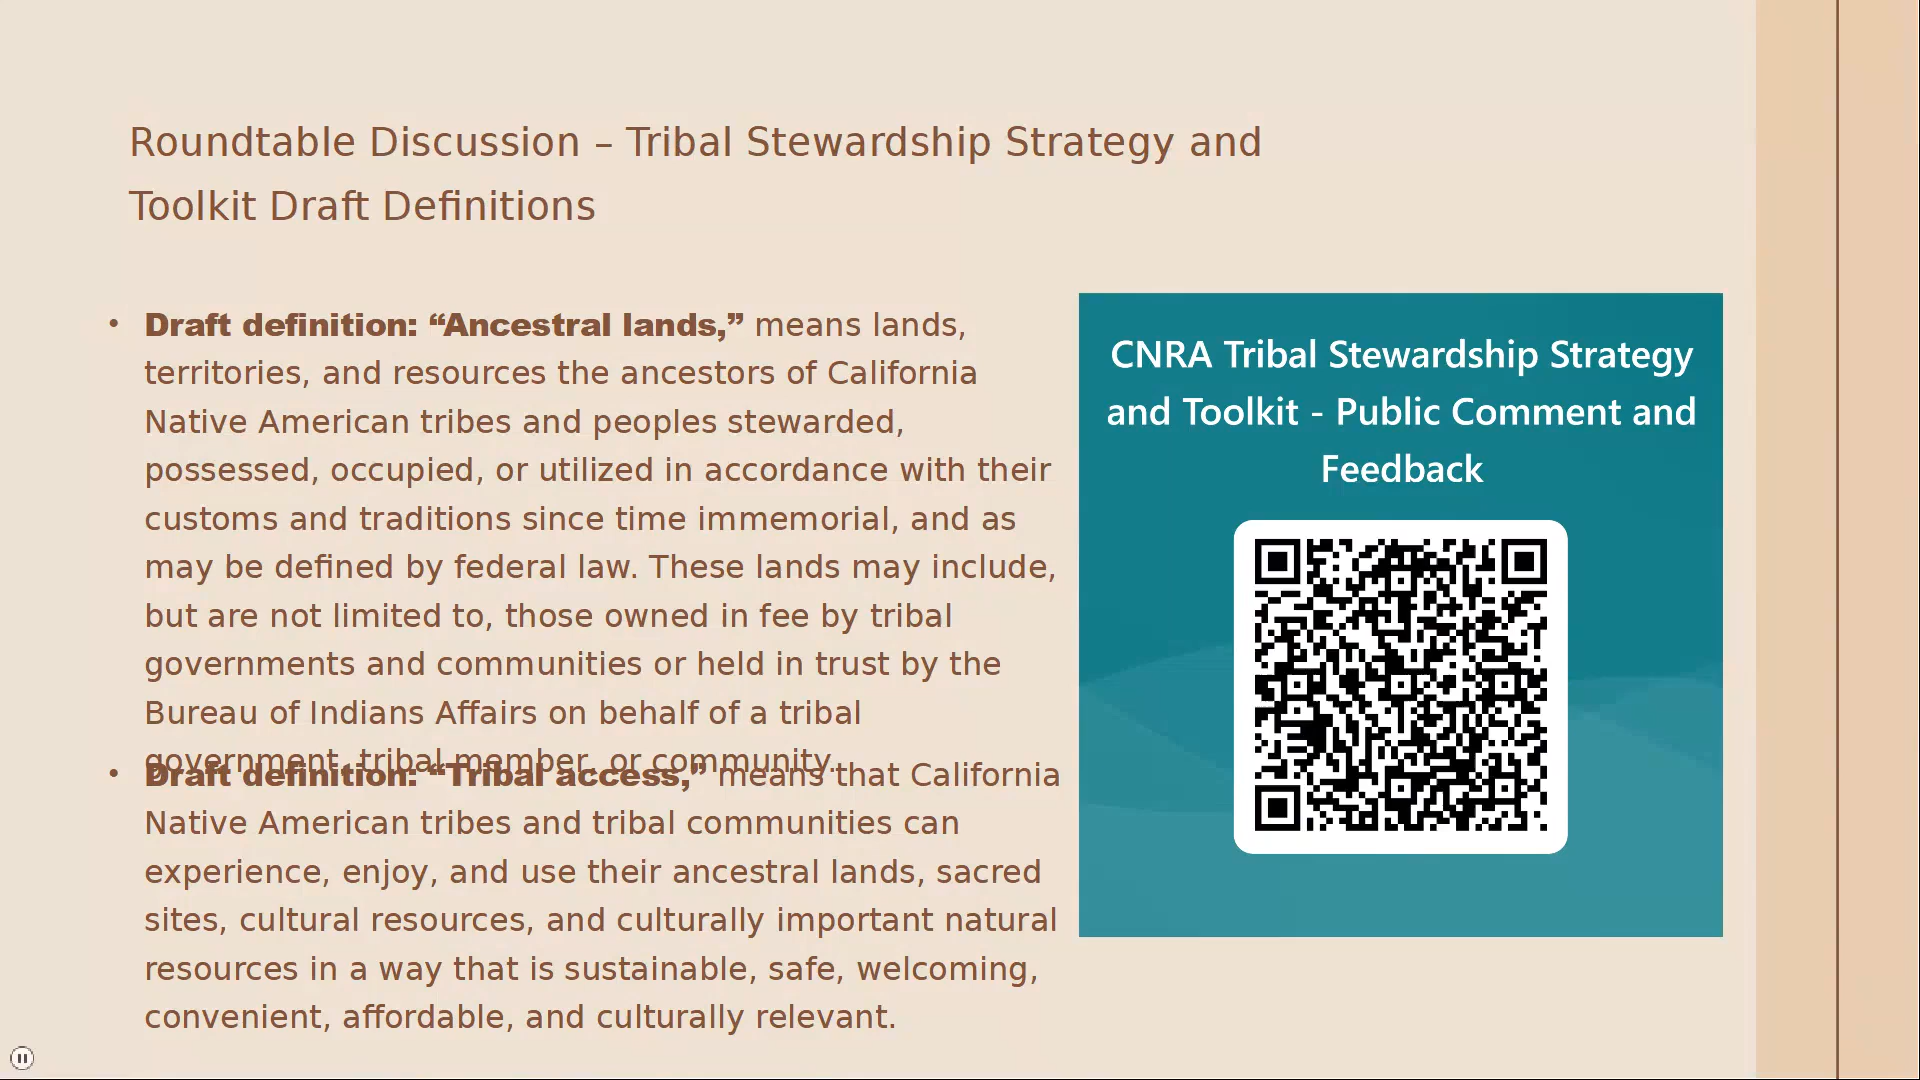 Roundtable Discussion – Tribal Stewardship Strategy and
Toolkit Draft Definitions
• Draft definition: “Ancestral lands,” means lands,
territories, and resources the ancestors of California
Native American tribes and peoples stewarded,
possessed, occupied, or utilized in accordance with their
customs and traditions since time immemorial, and as
may be defined by federal law. These lands may include,
but are not limited to, those owned in fee by tribal
governments and communities or held in trust by the
Bureau of Indians Affairs on behalf of a tribal
government, tribal member, or community.
• Draft definition: “Tribal access,” means that California
Native American tribes and tribal communities can
experience, enjoy, and use their ancestral lands, sacred
sites, cultural resources, and culturally important natural
resources in a way that is sustainable, safe, welcoming,
convenient, affordable, and culturally relevant.
CNRA Tribal Stewardship Strategy
and Toolkit - Public Comment and
Feedback